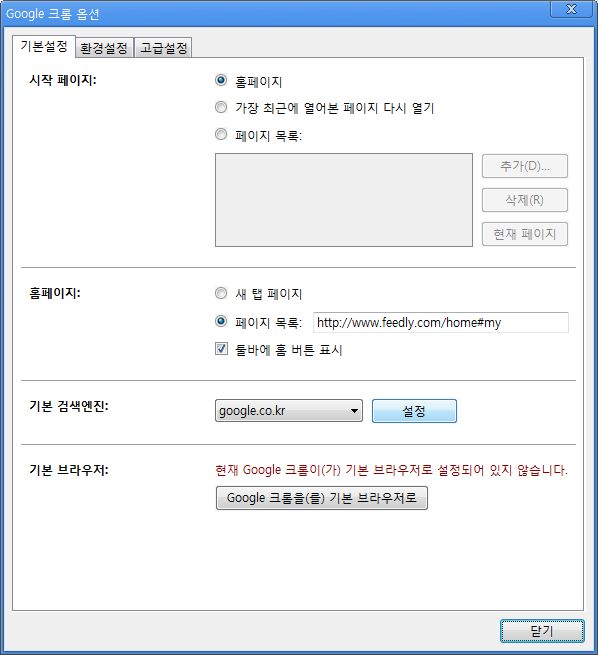 Google 크롬 옵션
기본설정 환경설정 고급설정
시작 페이지: 홈페이지
가장 최근에 열어본 페이지 다시 열기
페이지 목록:
추가(D)...
삭제(R)
현재 페이지
홈페이지: 새 탭 페이지
페이지 목록: http://www.feedly.com/home#my
툴바에 홈 버튼 표시
기본 검색엔진: google.co.kr 설정
기본 브라우저: 현재 Google 크롬이(가) 기본 브라우저로 설정되어 있지 않습니다.
Google 크롬을(를) 기본 브라우저로
닫기